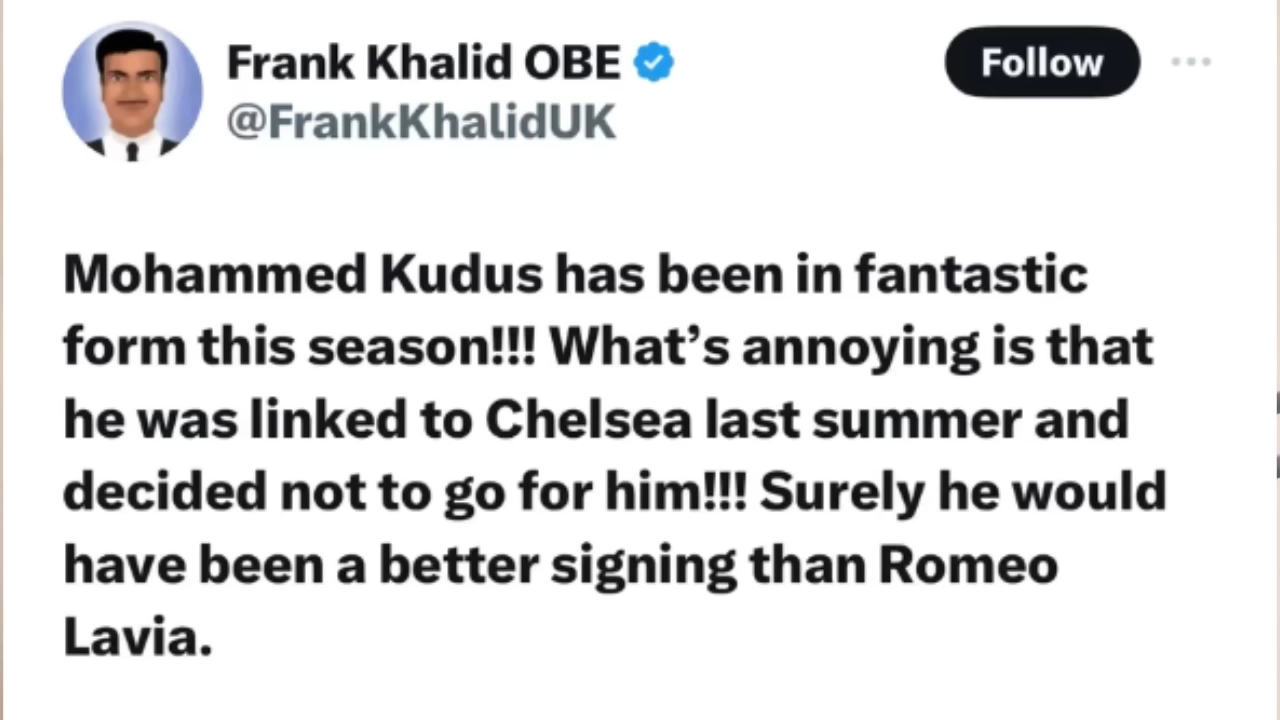 Frank Khalid OBE
@FrankKhalidUK
Follow
Mohammed Kudus has been in fantastic
form this season!!! What’s annoying is that
he was linked to Chelsea last summer and
decided not to go for him!!! Surely he would
have been a better signing than Romeo
Lavia.